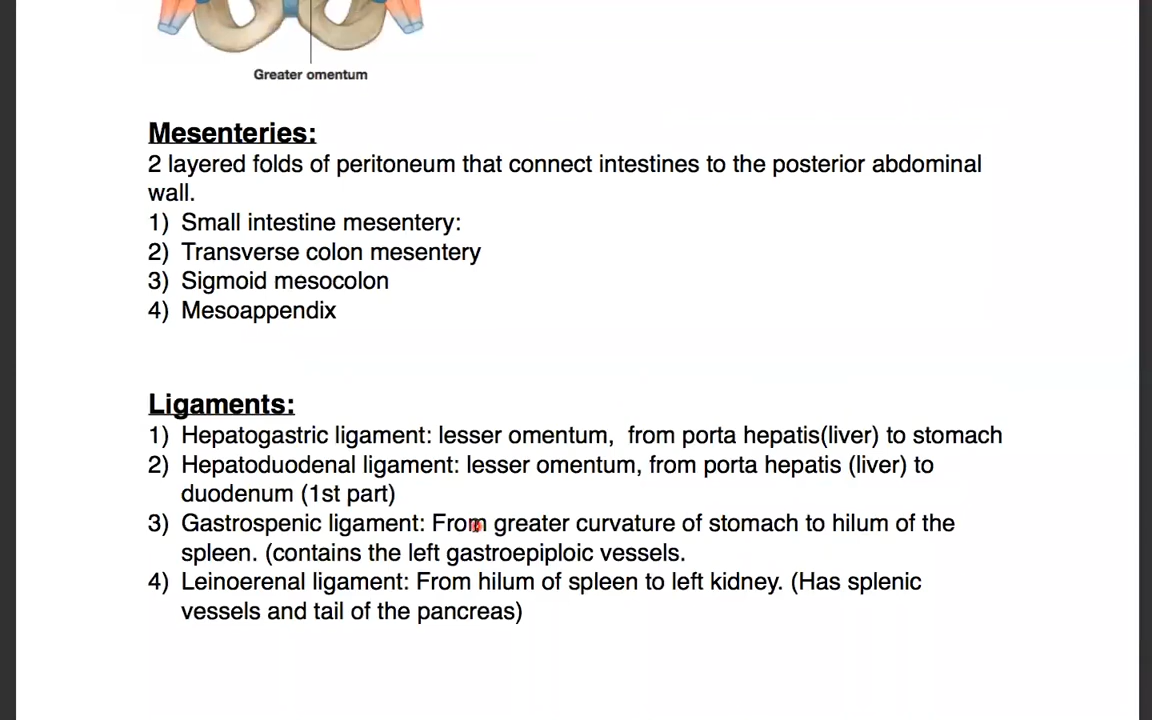 Greater omentum
Mesenteries:
2 layered folds of peritoneum that connect intestines to the posterior abdominal
wall.
1) Small intestine mesentery:
2) Transverse colon mesentery
3) Sigmoid mesocolon
4) Mesoappendix
Ligaments:
1) Hepatogastric ligament: lesser omentum, from porta hepatis(liver) to stomach
2) Hepatoduodenal ligament: lesser omentum, from porta hepatis (liver) to
duodenum (1st part)
3) Gastrospenic ligament: From greater curvature of stomach to hilum of the
spleen. (contains the left gastroepiploic vessels.
4) Leinoerenal ligament: From hilum of spleen to left kidney. (Has splenic
vessels and tail of the pancreas)